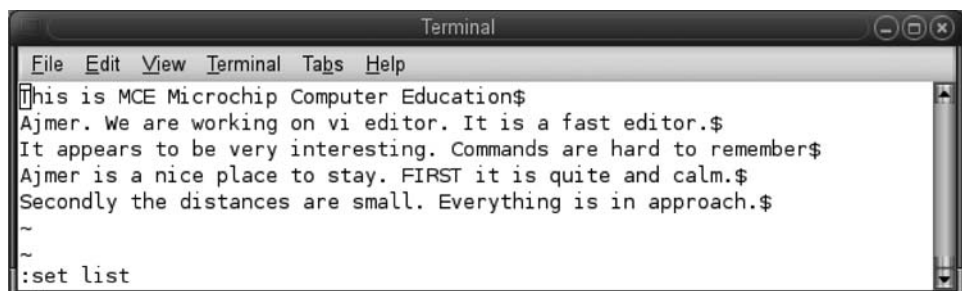 Terminal
File Edit View Terminal Tabs Help
This is MCE Microchip Computer Education$
Ajmer. We are working on vi editor. It is a fast editor.$
It appears to be very interesting. Commands are hard to remember$
Ajmer is a nice place to stay. FIRST it is quite and calm.$
Secondly the distances are small. Everything is in approach.$
~
~
:set list